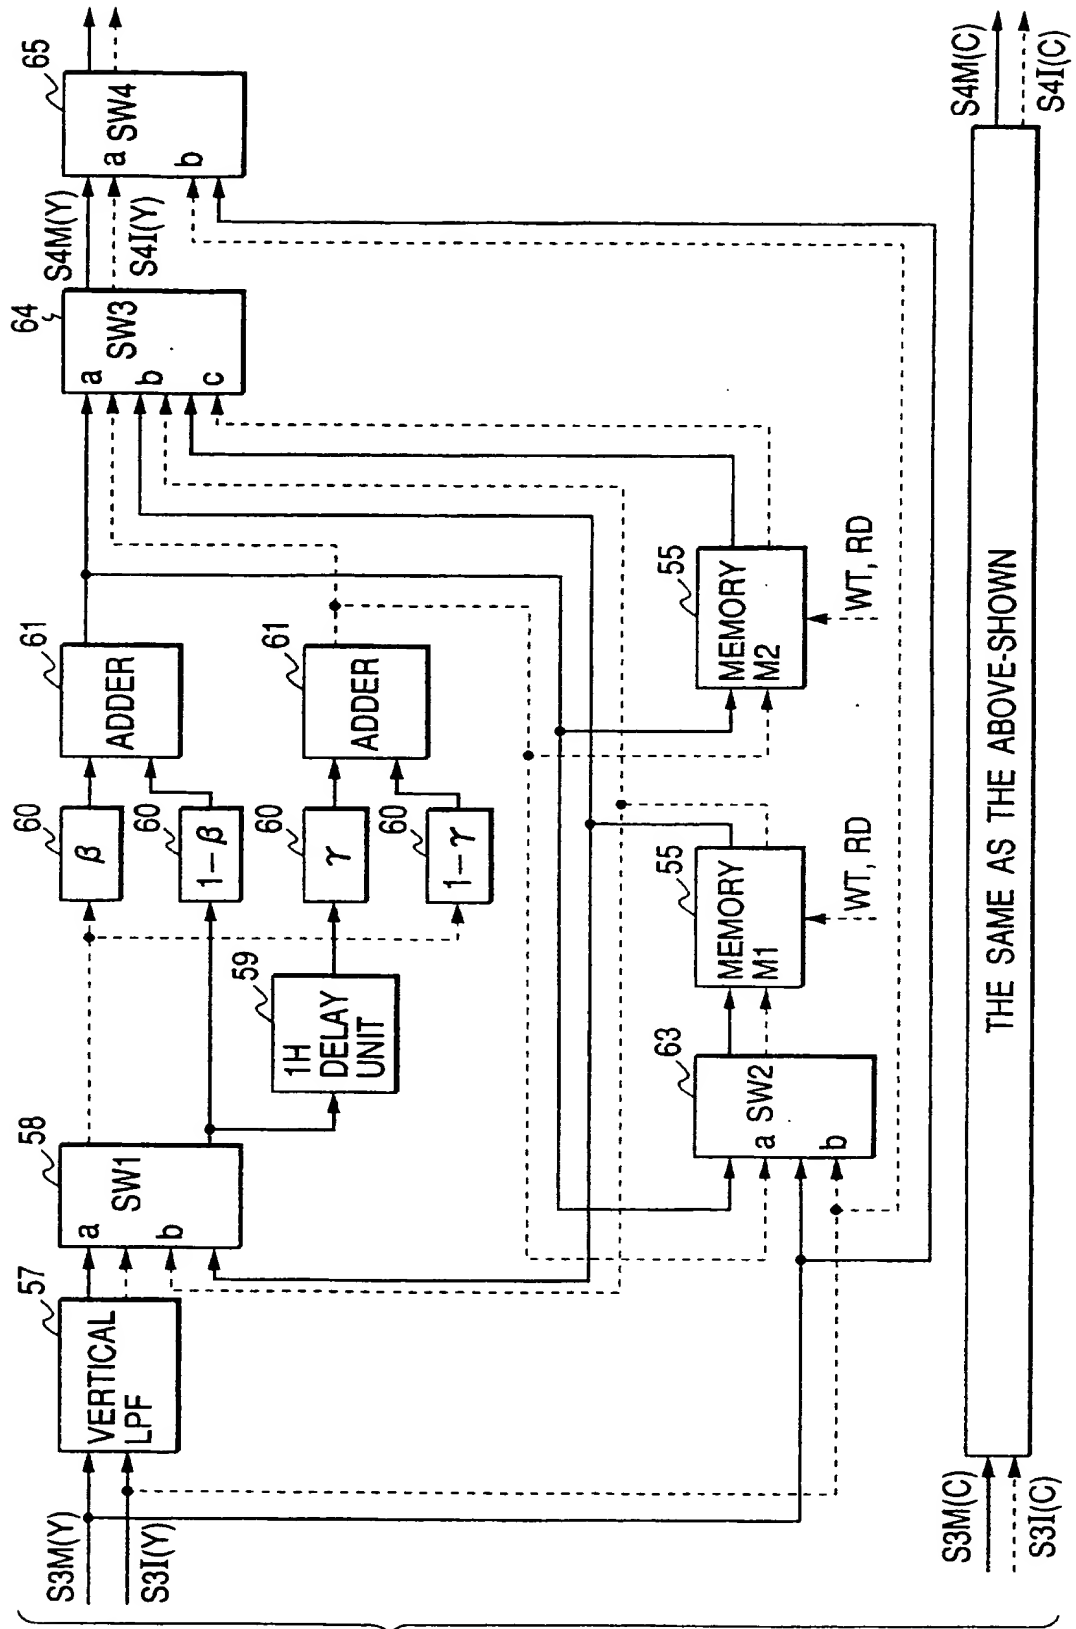 S3M(Y)
S3I(Y)
57
VERTICAL
LPF
58
SW1
a
b
59
1H
DELAY
UNIT
60
β
60
1-β
60
γ
60
1-γ
61
ADDER
61
ADDER
64
SW3
a
b
c
S4M(Y)
S4I(Y)
65
SW4
a
b
63
SW2
a
b
55
MEMORY
M1
WT, RD
55
MEMORY
M2
WT, RD
S3M(C)
S3I(C)
THE SAME AS THE ABOVE-SHOWN
S4M(C)
S4I(C)